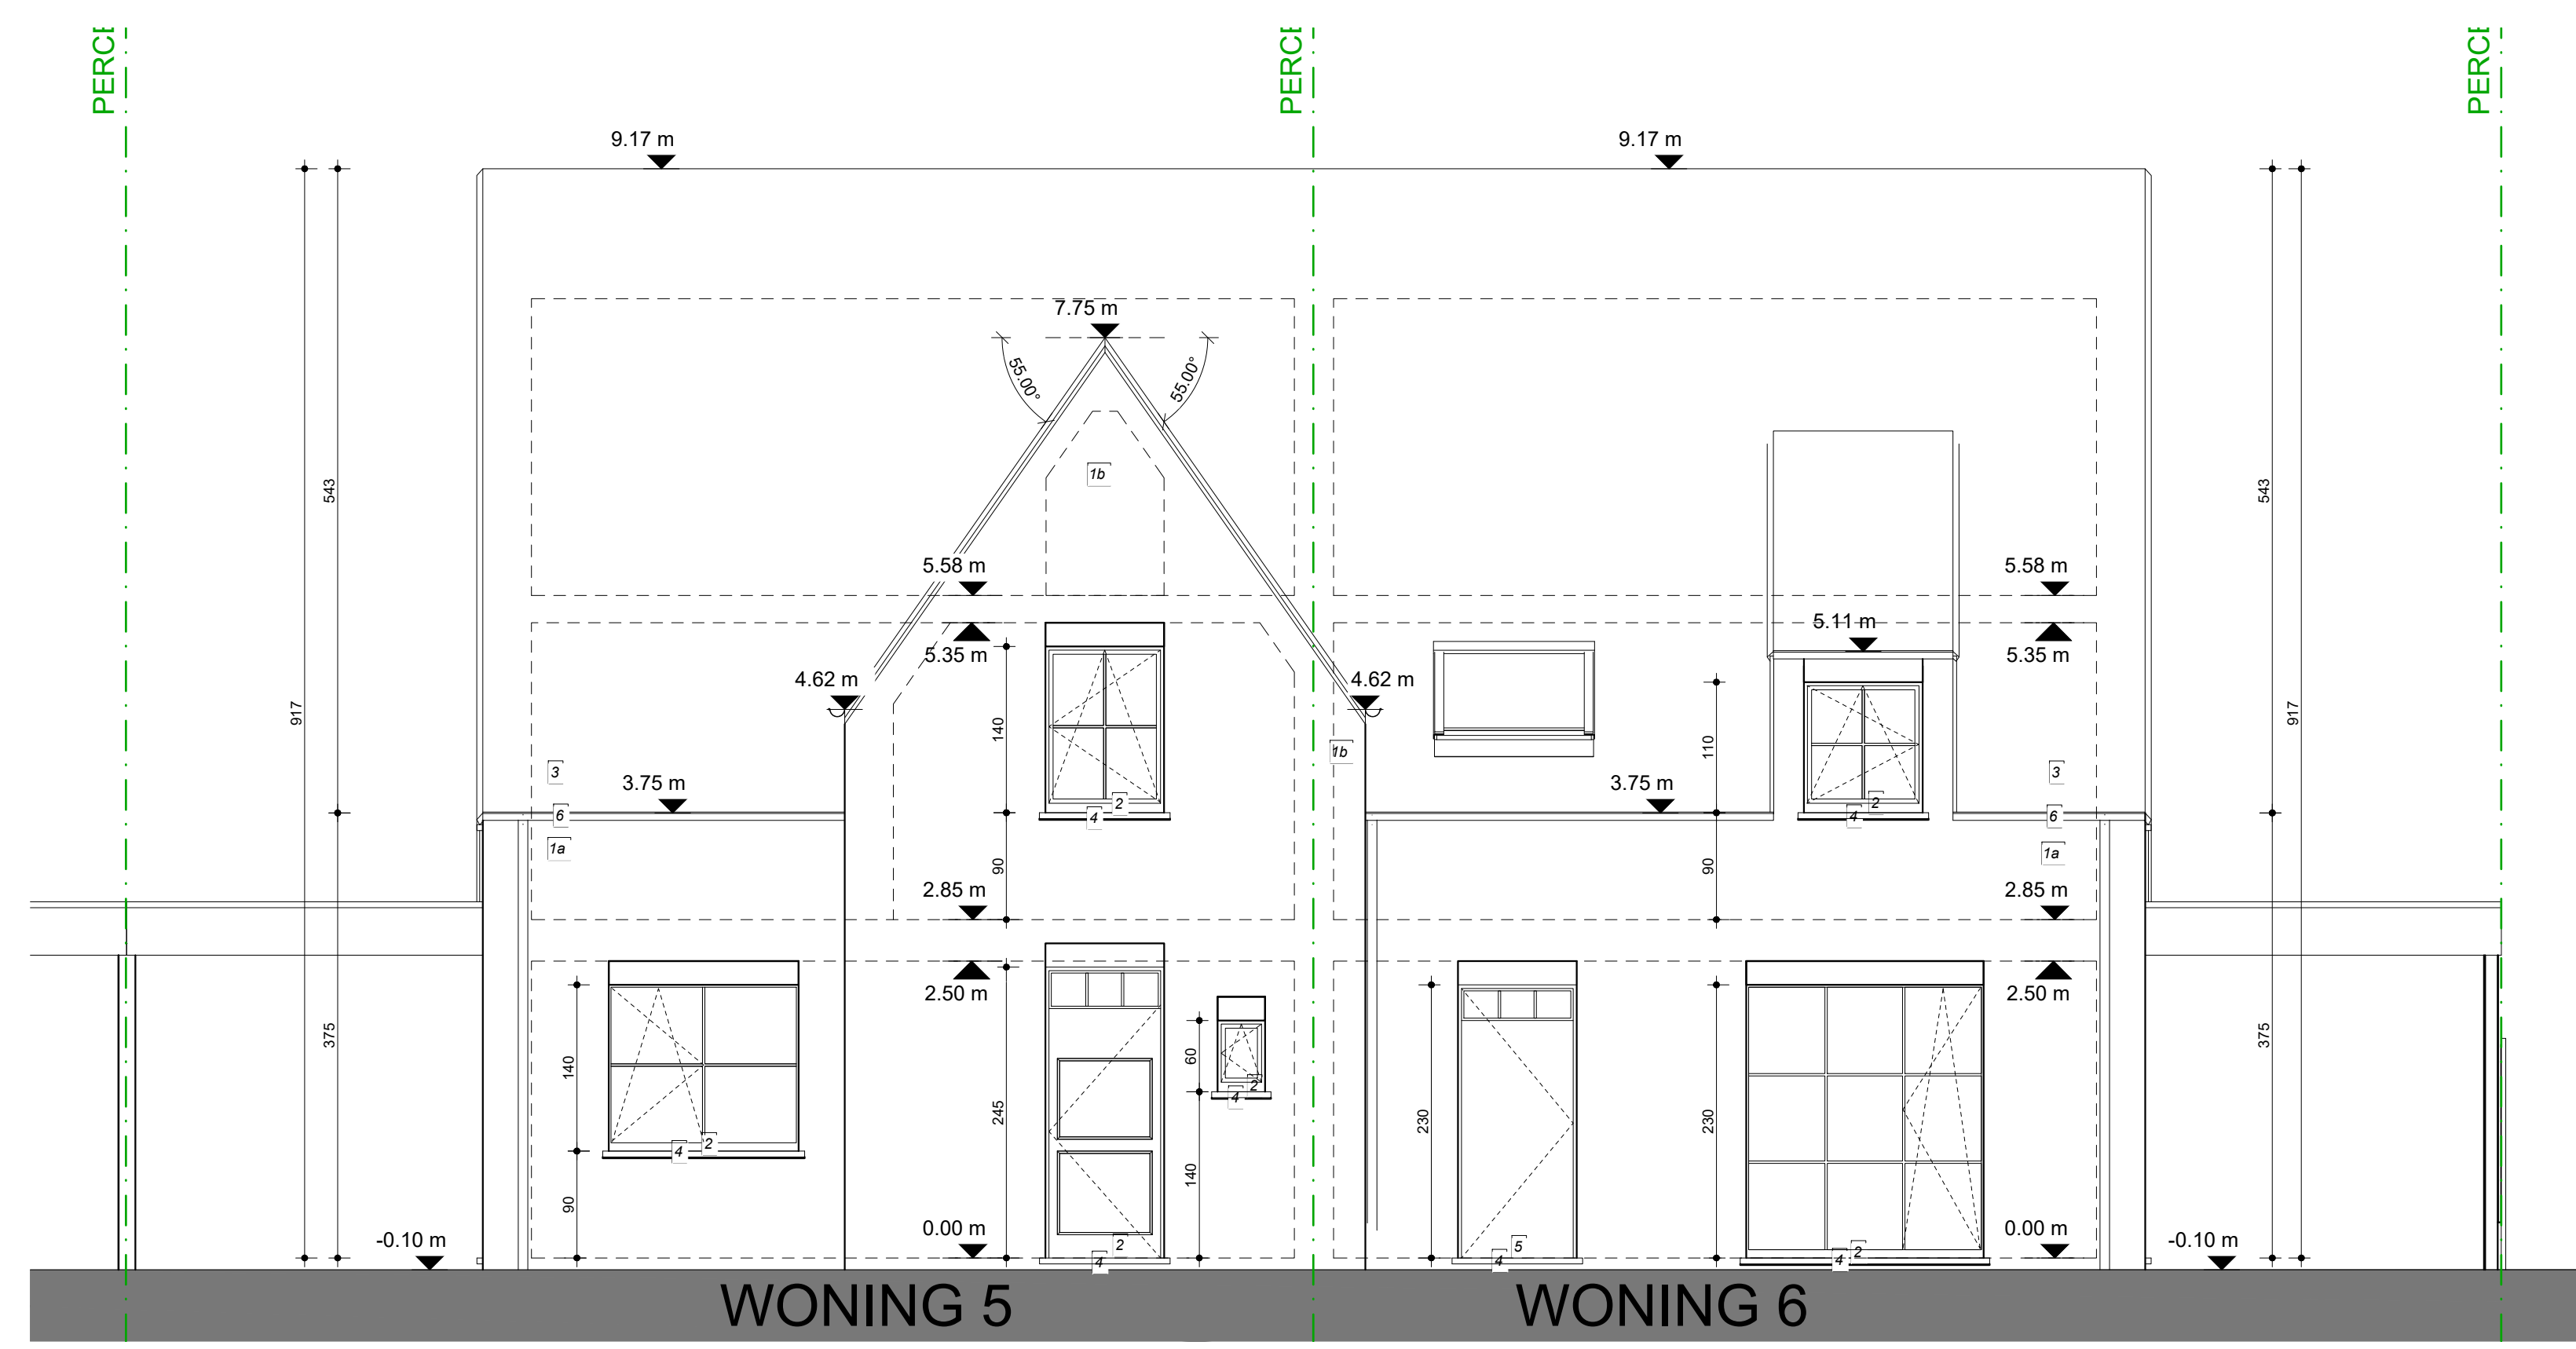 PERCE
PERCE
PERCE
9.17 m
9.17 m
7.75 m
55.00°
55.00°
1b
543
543
5.58 m
5.58 m
5.11 m
5.35 m
5.35 m
4.62 m
4.62 m
917
917
140
110
1b
3
3
3.75 m
3.75 m
2
4
2
4
6
6
1a
1a
90
90
2.85 m
2.85 m
2.50 m
2.50 m
375
375
140
60
2
4
245
230
230
2
4
140
90
0.00 m
0.00 m
-0.10 m
-0.10 m
2
4
5
4
2
4
WONING 5
WONING 6